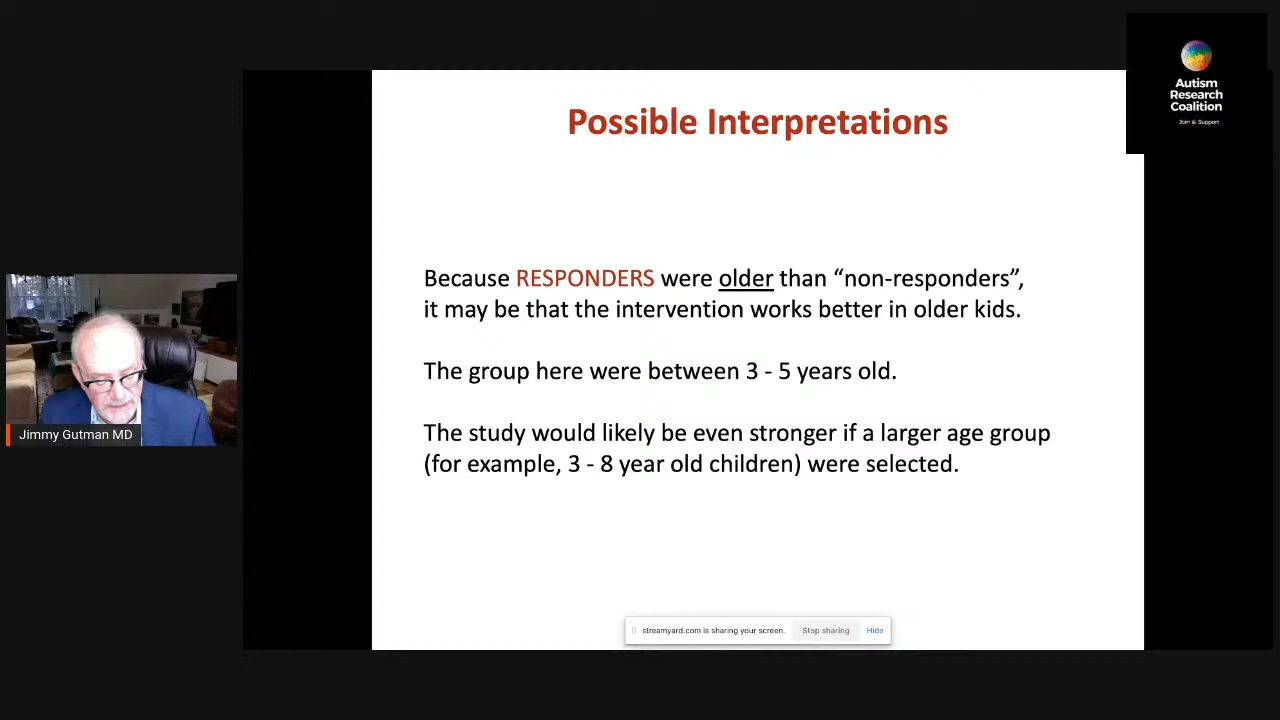 Autism
Research
Coalition
Join Support
Possible Interpretations
Because RESPONDERS were older than “non-responders”,
it may be that the intervention works better in older kids.
The group here were between 3 - 5 years old.
The study would likely be even stronger if a larger age group
(for example, 3 - 8 year old children) were selected.
Jimmy Gutman MD
streamyard.com is sharing your screen. Stop sharing Hide